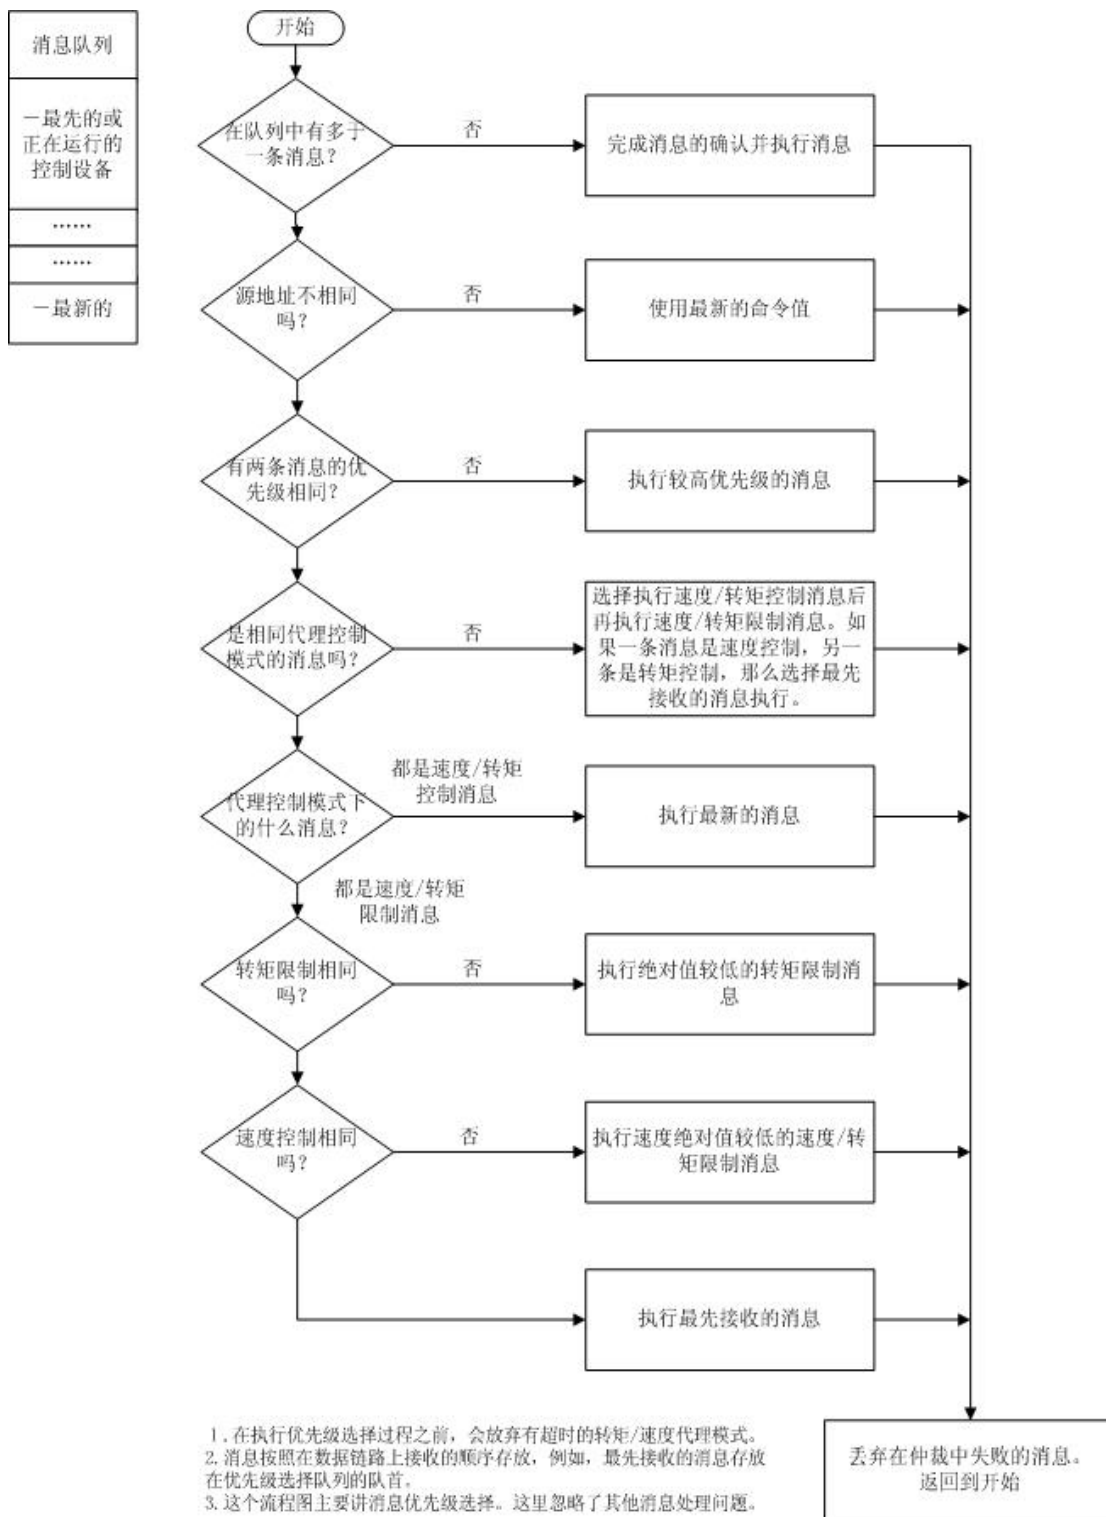 消息队列
－最先的或
正在运行的
控制设备
……
……
－最新的
开始
在队列中有多于
一条消息？
否
完成消息的确认并执行消息
源地址不相同
吗？
否
使用最新的命令值
有两条消息的优
先级相同？
否
执行较高优先级的消息
是相同代理控制
模式的消息吗？
否
选择执行速度/转矩控制消息后
再执行速度/转矩限制消息。如
果一条消息是速度控制，另一
条是转矩控制，那么选择最先
接收的消息执行。
代理控制模式下
的什么消息？
都是速度/转矩
控制消息
执行最新的消息
都是速度/转矩
限制消息
转矩限制相同
吗？
否
执行绝对值较低的转矩限制消
息
速度控制相同
吗？
否
执行速度绝对值较低的速度/转
矩限制消息
执行最先接收的消息
1.在执行优先级选择过程之前，会放弃有超时的转矩/速度代理模式。
2.消息按照在数据链路上接收的顺序存放，例如，最先接收的消息存放
在优先级选择队列的队首。
3.这个流程图主要讲消息优先级选择。这里忽略了其他消息处理问题。
丢弃在仲裁中失败的消息。
返回到开始